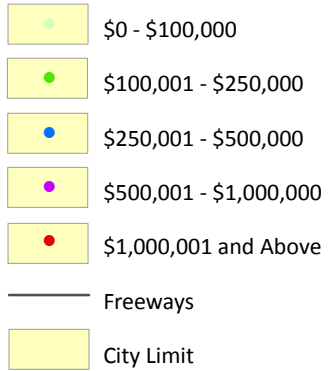 $0 - $100,000
$100,001 - $250,000
$250,001 - $500,000
$500,001 - $1,000,000
$1,000,001 and Above
Freeways
City Limit